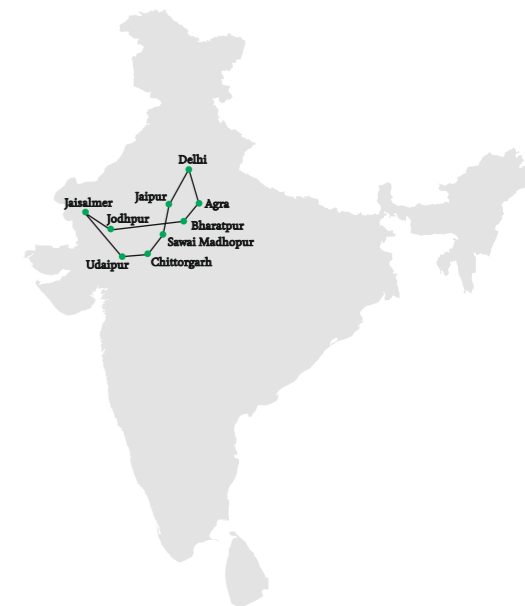 Delhi
Jaipur
Agra
Jaisalmer
Jodhpur
Bharatpur
Sawai Madhopur
Udaipur
Chittorgarh